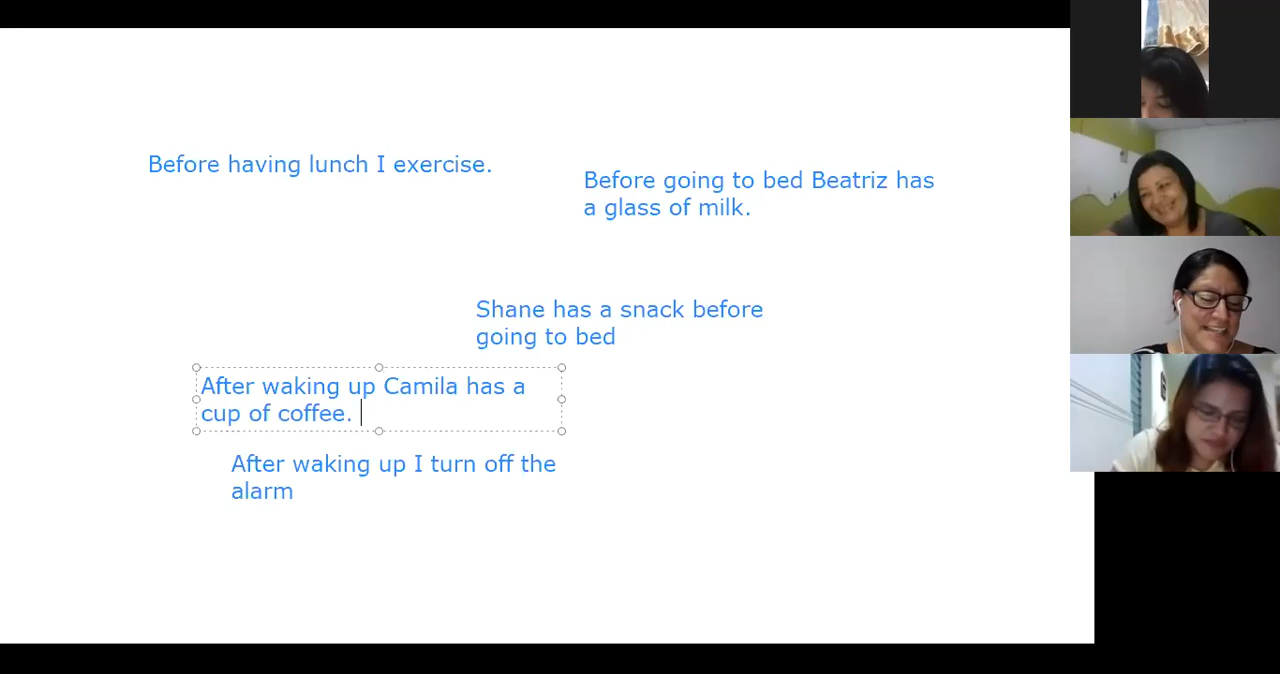 Before having lunch I exercise.
Before going to bed Beatriz has
a glass of milk.
Shane has a snack before
going to bed
After waking up Camila has a
cup of coffee.
After waking up I turn off the
alarm